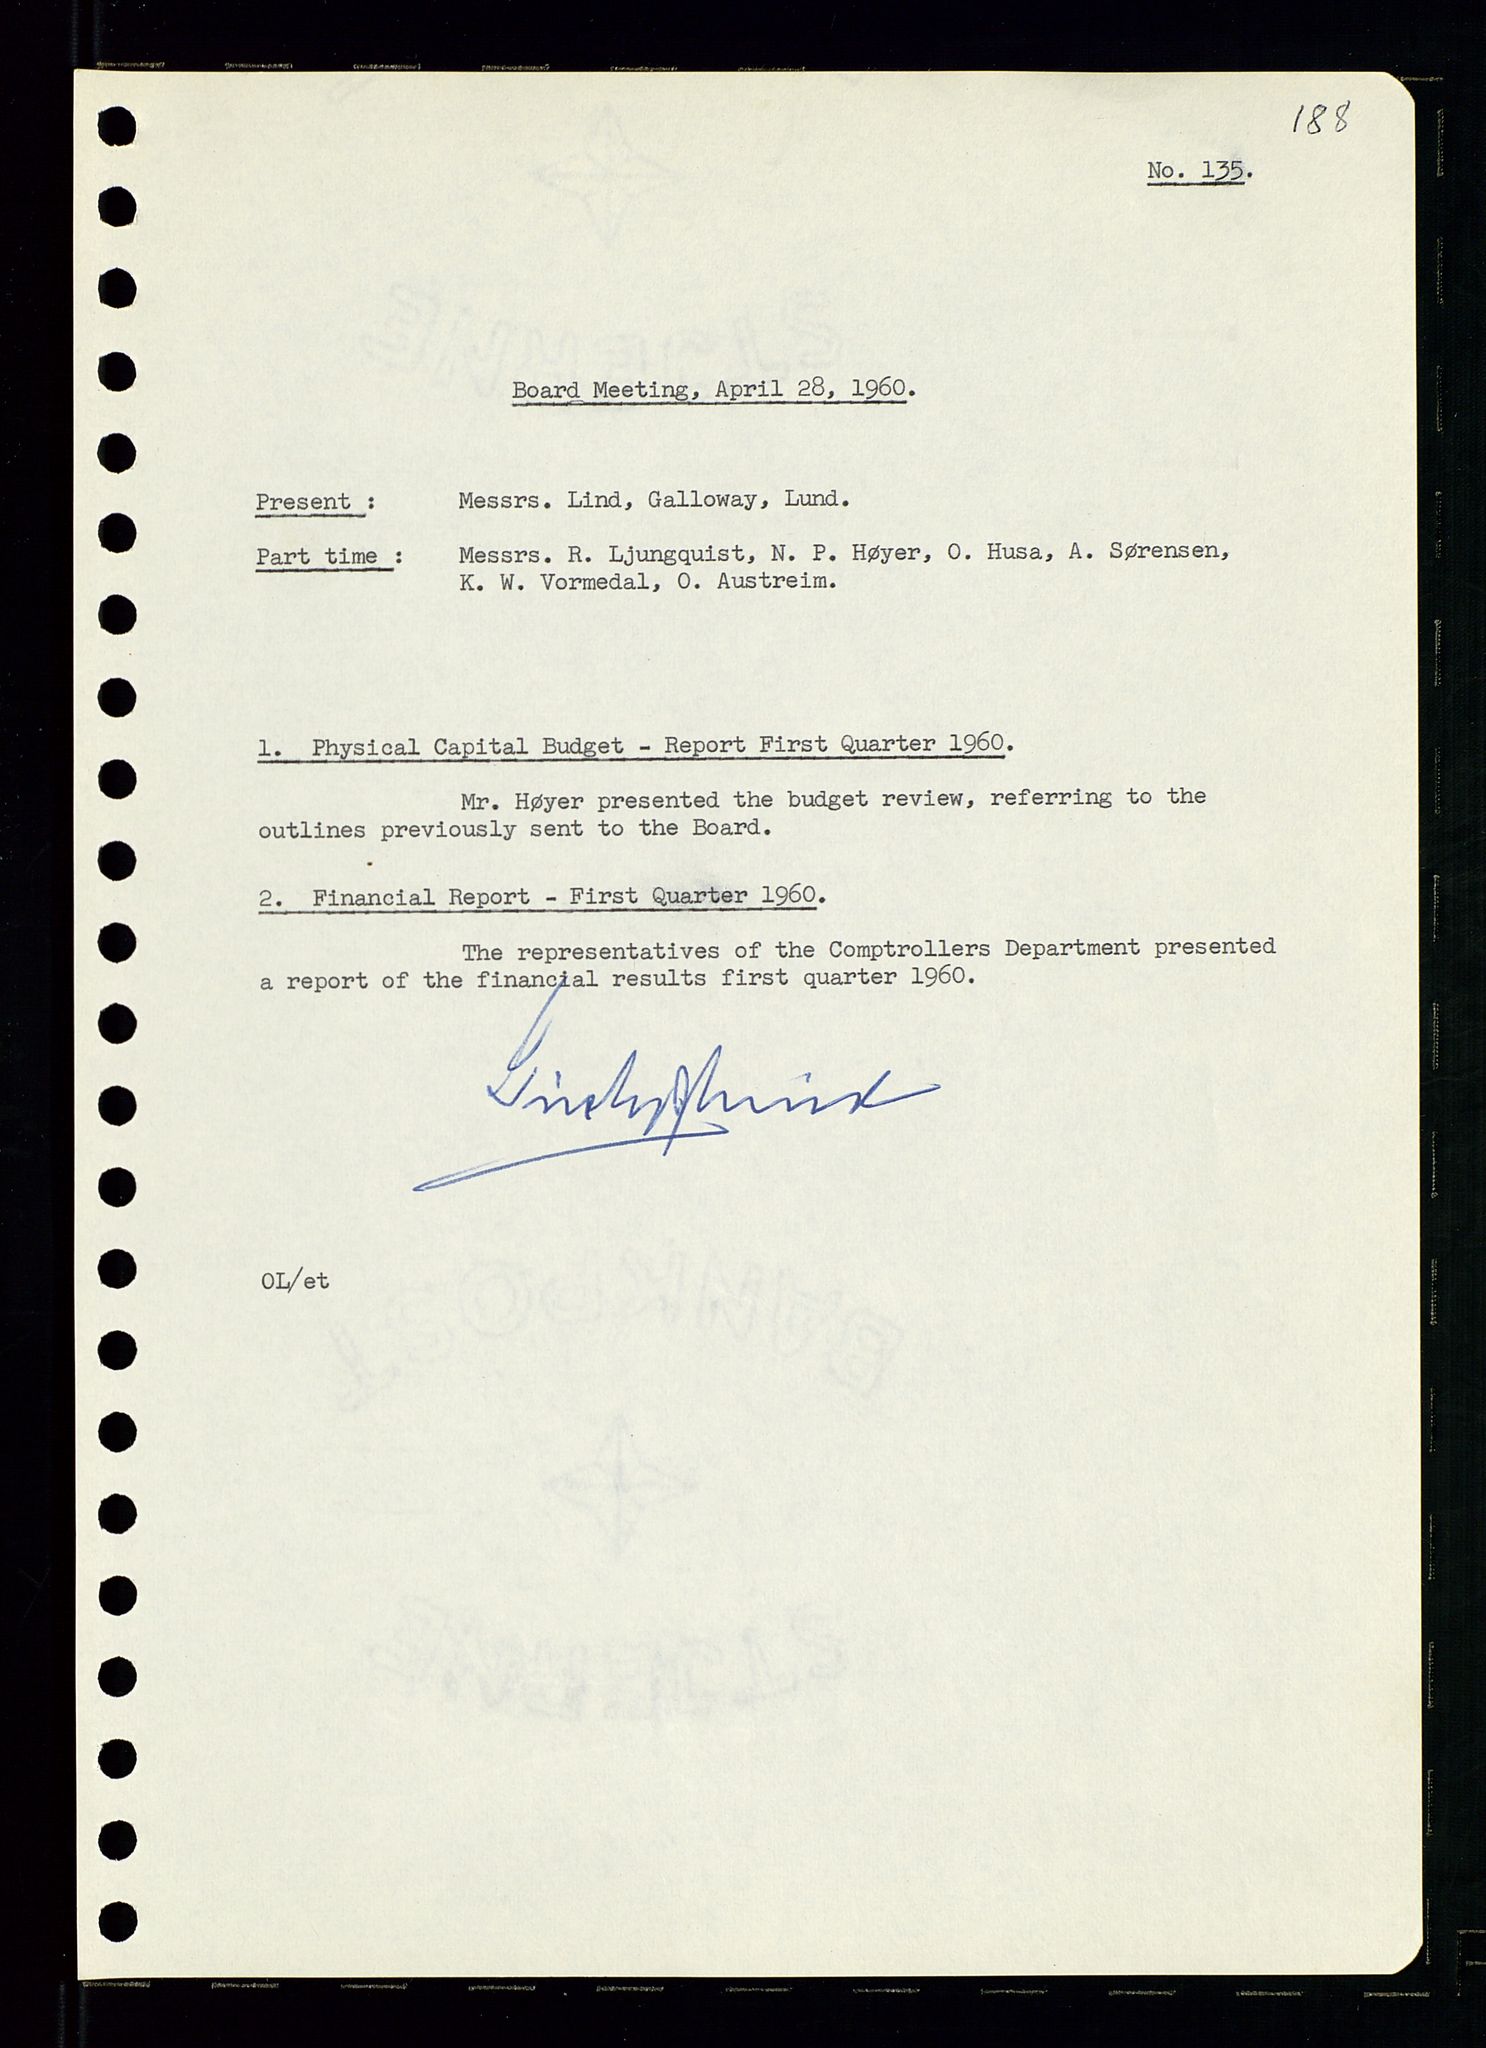 188
No. 135.
Board Meeting, April 28, 1960.
Present : Messrs. Lind, Galloway, Lund.
Part time : Messrs. R. Ljungquist, N. P. Høyer, O. Husa, A. Sørensen,
K. W. Vormedal, O. Austreim.
1. Physical Capital Budget - Report First Quarter 1960.
Mr. Høyer presented the budget review, referring to the
outlines previously sent to the Board.
2. Financial Report - First Quarter 1960.
The representatives of the Comptrollers Department presented
a report of the financial results first quarter 1960.
OL/et